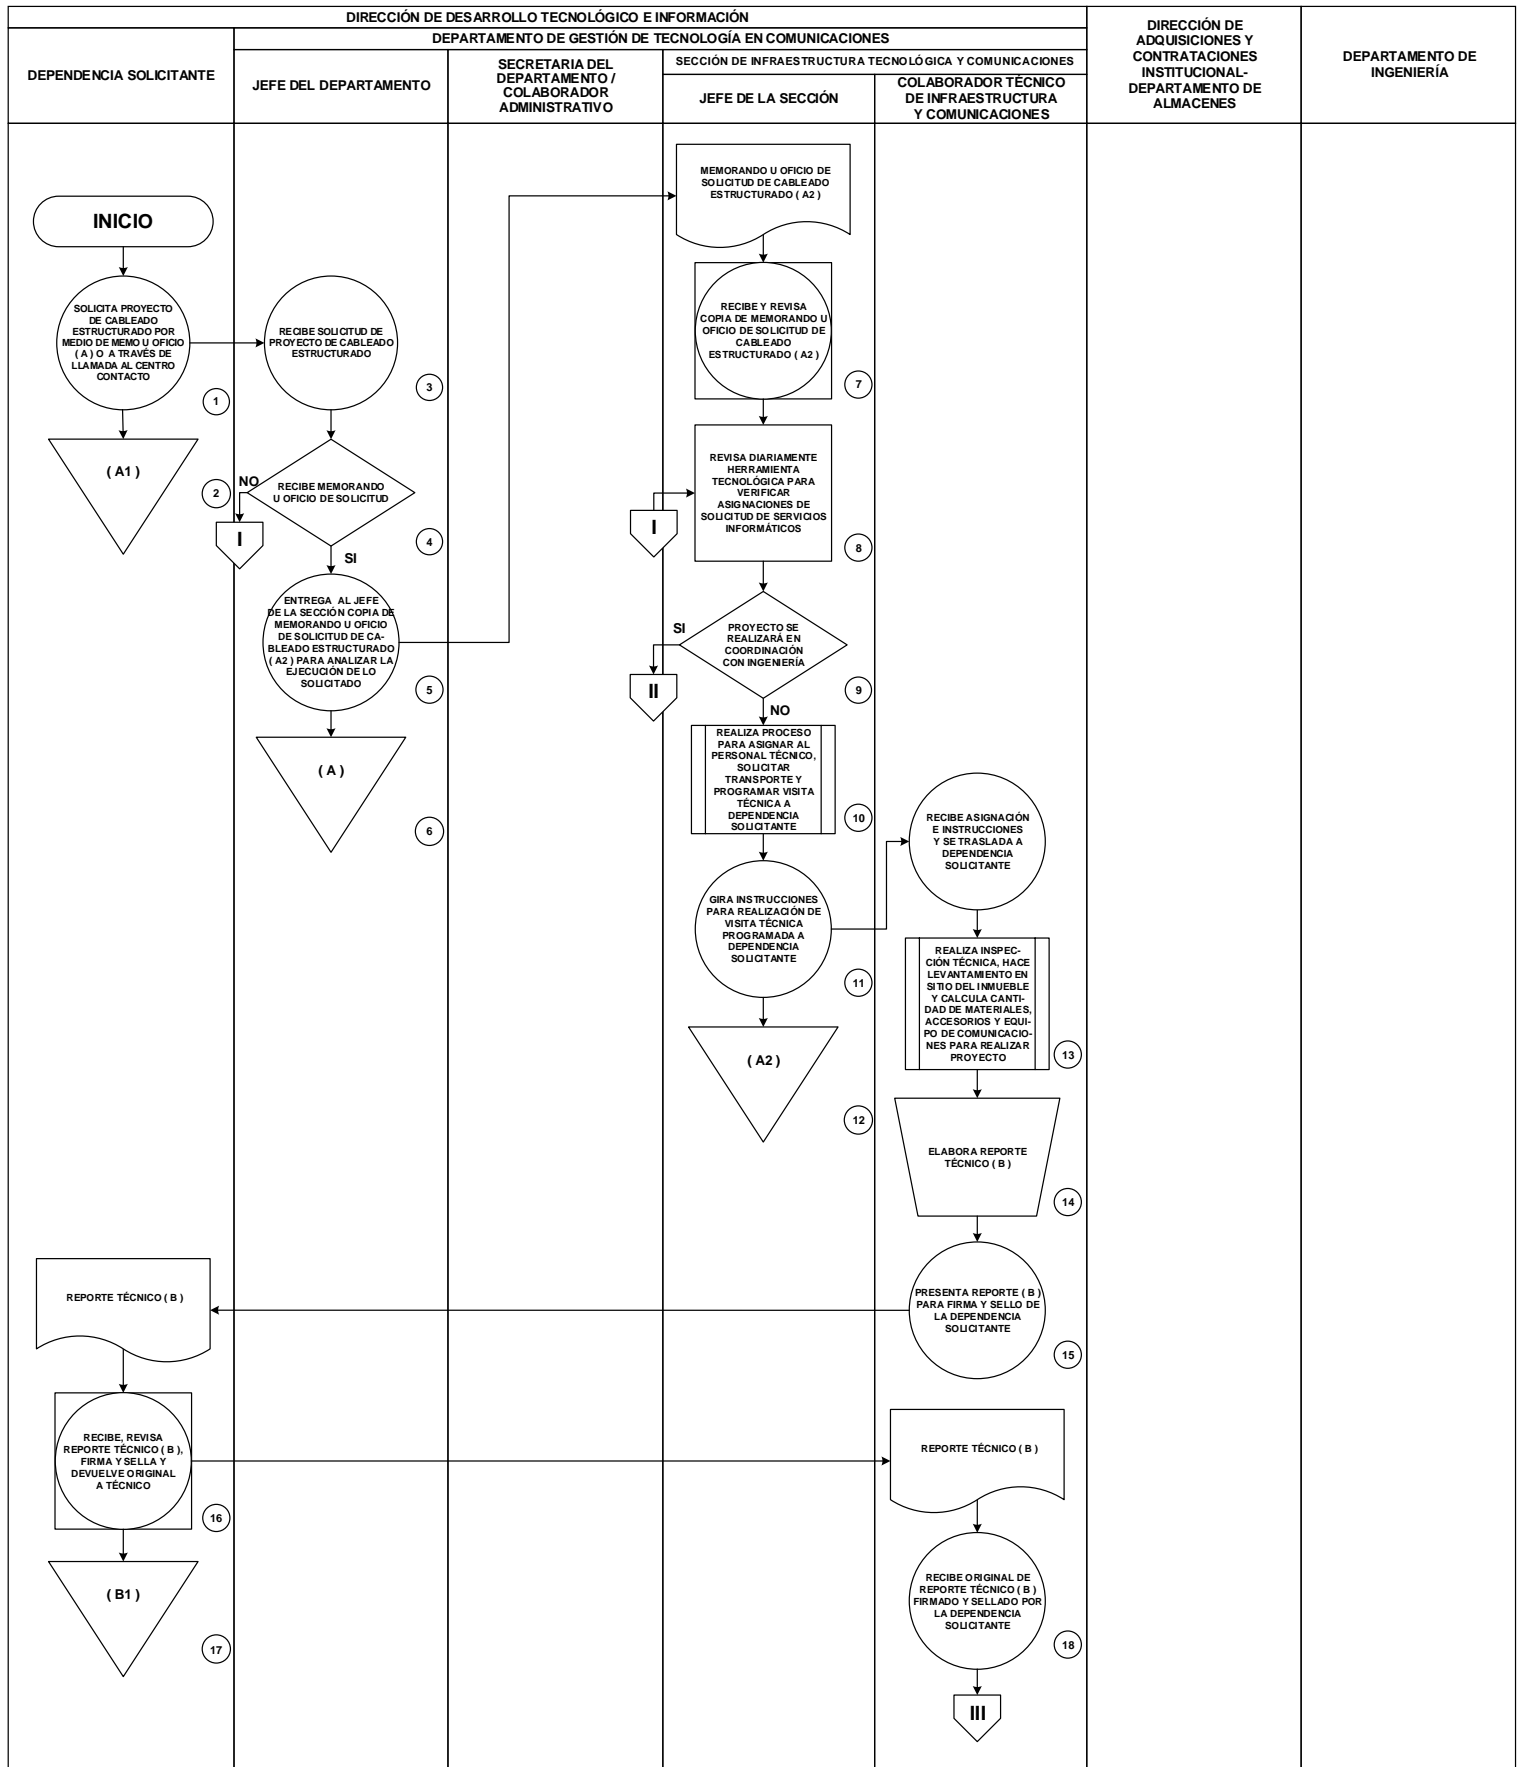 DIRECCIÓN DE DESARROLLO TECNOLÓGICO E INFORMACIÓN
DEPENDENCIA SOLICITANTE
DEPARTAMENTO DE GESTIÓN DE TECNOLOGÍA EN COMUNICACIONES
JEFE DEL DEPARTAMENTO
SECRETARIA DEL
DEPARTAMENTO /
COLABORADOR
ADMINISTRATIVO
SECCIÓN DE INFRAESTRUCTURA TECNOLÓGICA Y COMUNICACIONES
JEFE DE LA SECCIÓN
COLABORADOR TÉCNICO
DE INFRAESTRUCTURA
Y COMUNICACIONES
DIRECCIÓN DE
ADQUISICIONES Y
CONTRATACIONES
INSTITUCIONAL-
DEPARTAMENTO DE
ALMACENES
DEPARTAMENTO DE
INGENIERÍA
INICIO
SOLICITA PROYECTO
DE CABLEADO
ESTRUCTURADO POR
MEDIO DE MEMO U OFICIO
( A ) O A TRAVÉS DE
LLAMADA AL CENTRO
CONTACTO
1
( A1 )
2
RECIBE SOLICITUD DE
PROYECTO DE CABLEADO
ESTRUCTURADO
3
RECIBE MEMORANDO
U OFICIO DE SOLICITUD
NO
I
4
SI
ENTREGA AL JEFE
DE LA SECCIÓN COPIA DE
MEMORANDO U OFICIO
DE SOLICITUD DE CA-
BLEADO ESTRUCTURADO
( A2 ) PARA ANALIZAR LA
EJECUCIÓN DE LO
SOLICITADO
5
( A )
6
MEMORANDO U OFICIO DE
SOLICITUD DE CABLEADO
ESTRUCTURADO ( A2 )
RECIBE Y REVISA
COPIA DE MEMORANDO U
OFICIO DE SOLICITUD DE
CABLEADO
ESTRUCTURADO ( A2 )
7
REVISA DIARIAMENTE
HERRAMIENTA
TECNOLÓGICA PARA
VERIFICAR
ASIGNACIONES DE
SOLICITUD DE SERVICIOS
INFORMÁTICOS
I
8
PROYECTO SE
REALIZARÁ EN
COORDINACIÓN
CON INGENIERÍA
SI
II
9
NO
REALIZA PROCESO
PARA ASIGNAR AL
PERSONAL TÉCNICO,
SOLICITAR
TRANSPORTE Y
PROGRAMAR VISITA
TÉCNICA A
DEPENDENCIA
SOLICITANTE
10
GIRA INSTRUCCIONES
PARA REALIZACIÓN DE
VISITA TÉCNICA
PROGRAMADA A
DEPENDENCIA
SOLICITANTE
11
( A2 )
12
RECIBE ASIGNACIÓN
E INSTRUCCIONES
Y SE TRASLADA A
DEPENDENCIA
SOLICITANTE
REALIZA INSPEC-
CIÓN TÉCNICA, HACE
LEVANTAMIENTO EN
SITIO DEL INMUEBLE
Y CALCULA CANTI-
DAD DE MATERIALES,
ACCESORIOS Y EQUI-
PO DE COMUNICACIO-
NES PARA REALIZAR
PROYECTO
13
ELABORA REPORTE
TÉCNICO ( B )
14
PRESENTA REPORTE ( B )
PARA FIRMA Y SELLO DE
LA DEPENDENCIA
SOLICITANTE
15
REPORTE TÉCNICO ( B )
RECIBE, REVISA
REPORTE TÉCNICO ( B ),
FIRMA Y SELLA Y
DEVUELVE ORIGINAL
A TÉCNICO
16
( B1 )
17
REPORTE TÉCNICO ( B )
RECIBE ORIGINAL DE
REPORTE TÉCNICO ( B )
FIRMADO Y SELLADO POR
LA DEPENDENCIA
SOLICITANTE
18
III